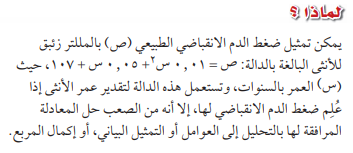 لماذا ؟
يمكن تمثيل ضغط الدم الانقباضي الطبيعي (ص) بالمللتر زئبق
للأنثى البالغة بالدالة: ص = ٠,٠١ س٢ + ٠,٠٥ س + ١٠٧، حيث
(س) العمر بالسنوات، وتستعمل هذه الدالة لتقدير عمر الأنثى إذا
عُلِم ضغط الدم الانقباضي لها، إلا أنه من الصعب حل المعادلة
المرافقة لها بالتحليل إلى العوامل أو التمثيل البياني، أو إكمال المربع.